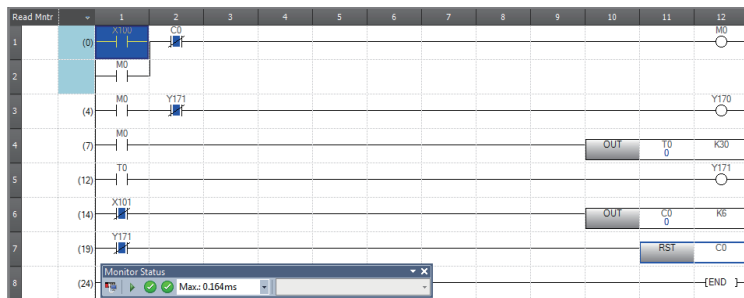 Read Mntr 1 2 3 4 5 6 7 8 9 10 11 12
X100 C0 M0
1 (0)
M0
2
M0 Y171 Y170
3 (4)
M0
4 (7) OUT T0 K30
0
T0 Y171
5 (12)
X101
6 (14) OUT C0 K6
0
Y171
7 (19) RST C0
Monitor Status
8 (24) Max.: 0.164ms END